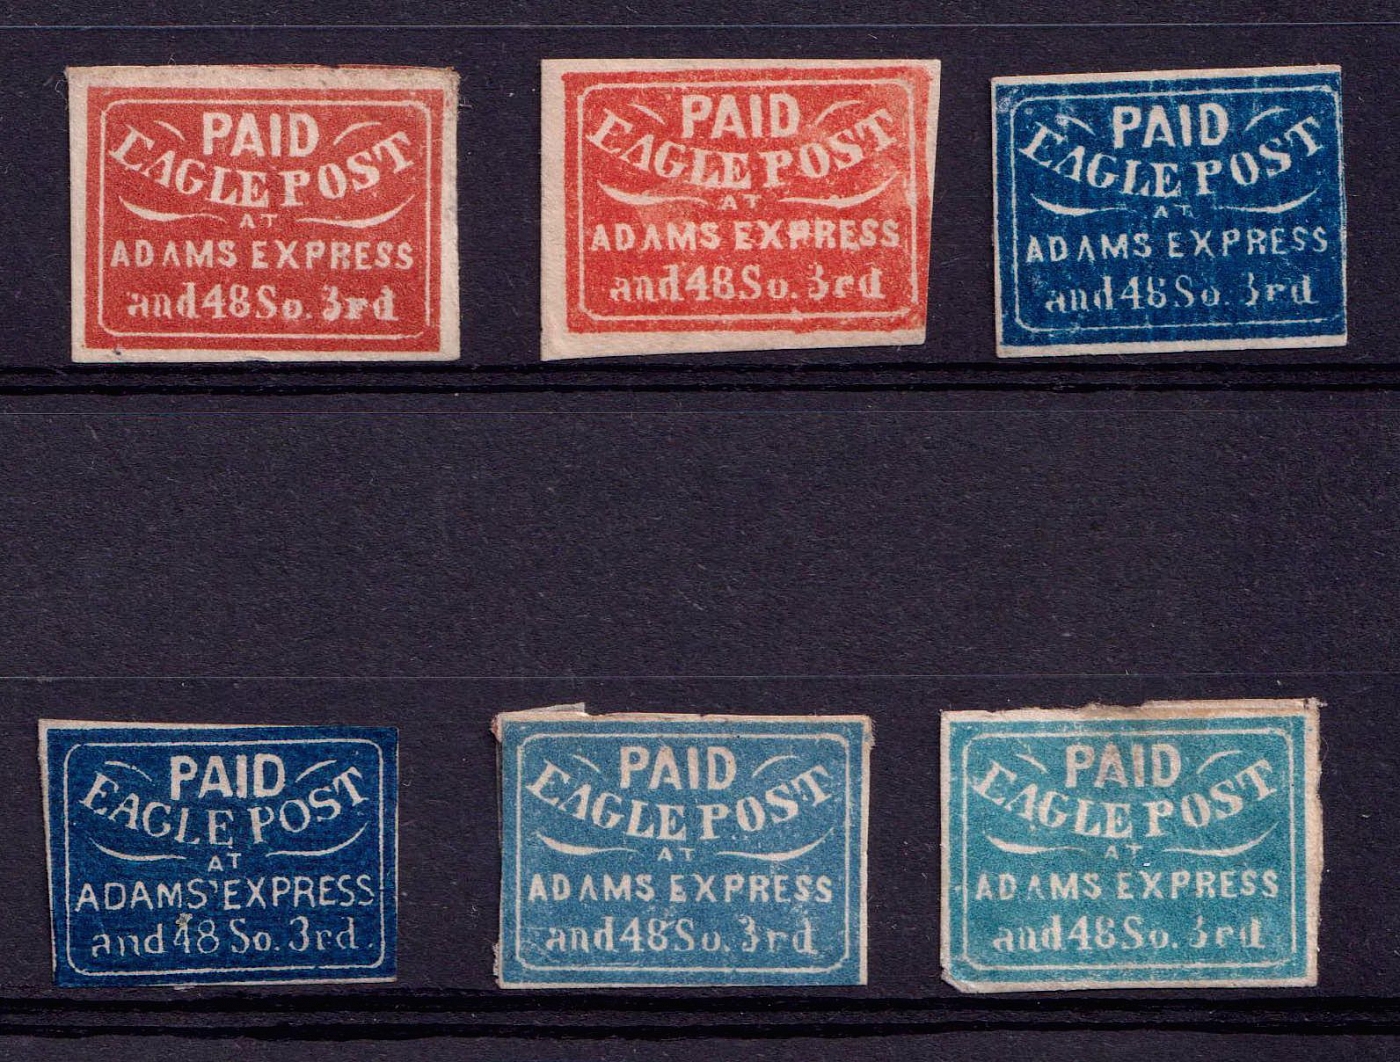 PAID
EAGLE POST
AT
ADAMS EXPRESS
and 48 So. 3rd
PAID
EAGLE POST
AT
ADAMS EXPRESS
and 48 So. 3rd
PAID
EAGLE POST
AT
ADAMS EXPRESS
and 48 So. 3rd
PAID
EAGLE POST
AT
ADAMS' EXPRESS
and 48 So. 3rd.
PAID
EAGLE POST
AT
ADAMS EXPRESS
and 48 So. 3rd
PAID
EAGLE POST
AT
ADAMS EXPRESS
and 48 So. 3rd